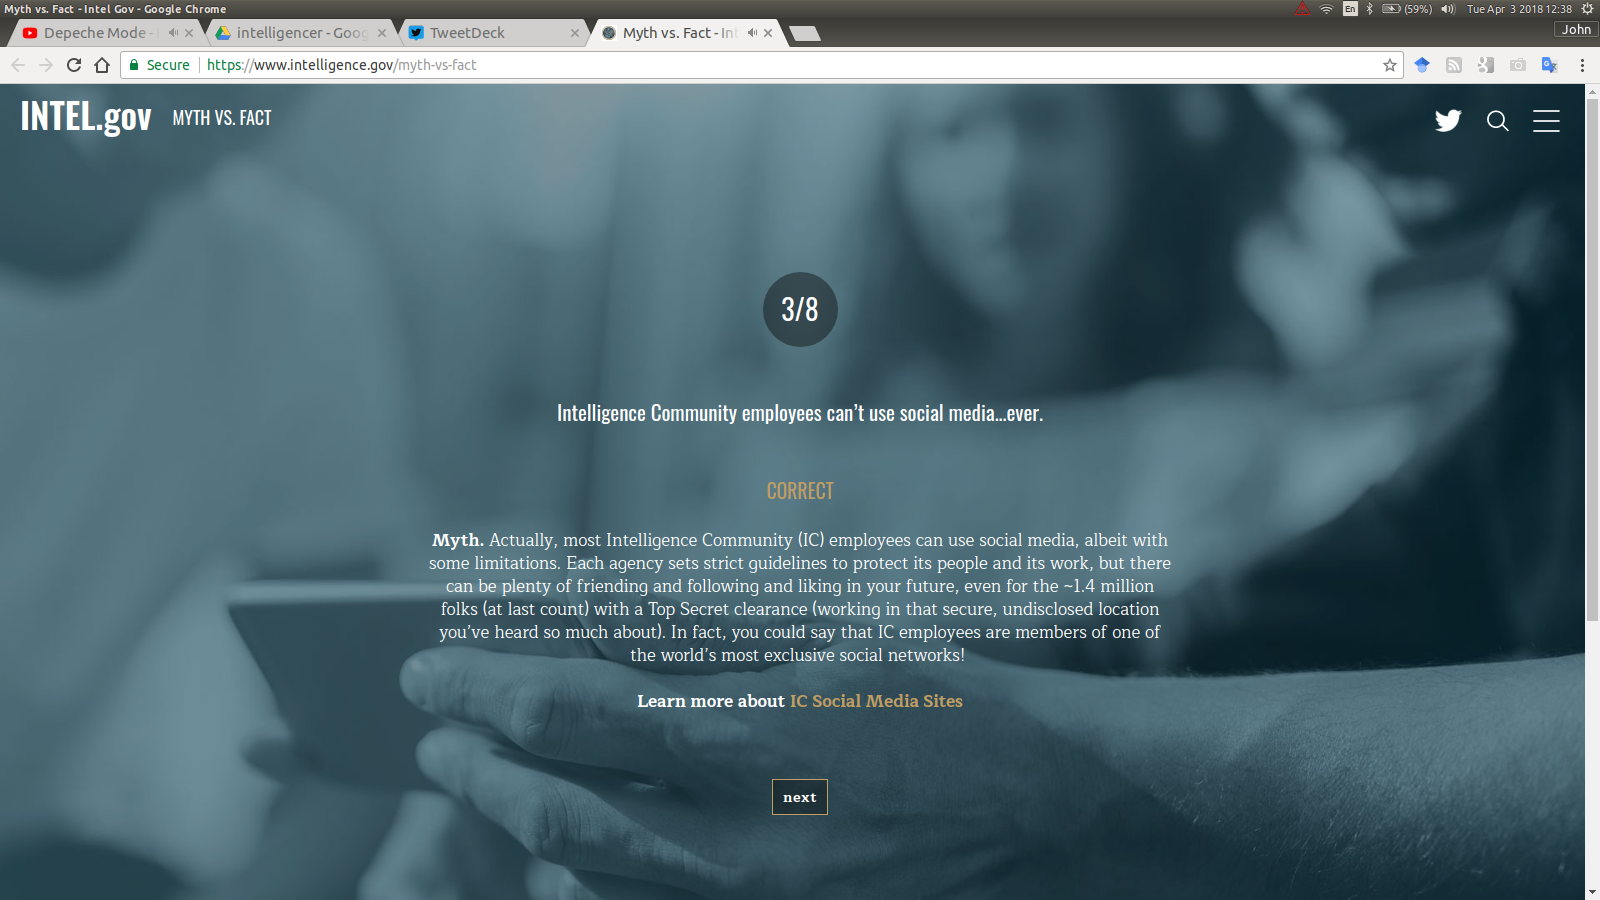 Myth vs. Fact - Intel Gov - Google Chrome
En
(59%)
Tue Apr 3 2018 12:38
Depeche Mode -
intelligencer - Goog
TweetDeck
Myth vs. Fact - Int
John
Secure
https://www.intelligence.gov/myth-vs-fact
INTEL.gov
MYTH VS. FACT
3/8
Intelligence Community employees can’t use social media...ever.
CORRECT
Myth. Actually, most Intelligence Community (IC) employees can use social media, albeit with
some limitations. Each agency sets strict guidelines to protect its people and its work, but there
can be plenty of friending and following and liking in your future, even for the ~1.4 million
folks (at last count) with a Top Secret clearance (working in that secure, undisclosed location
you’ve heard so much about). In fact, you could say that IC employees are members of one of
the world’s most exclusive social networks!
Learn more about IC Social Media Sites
next